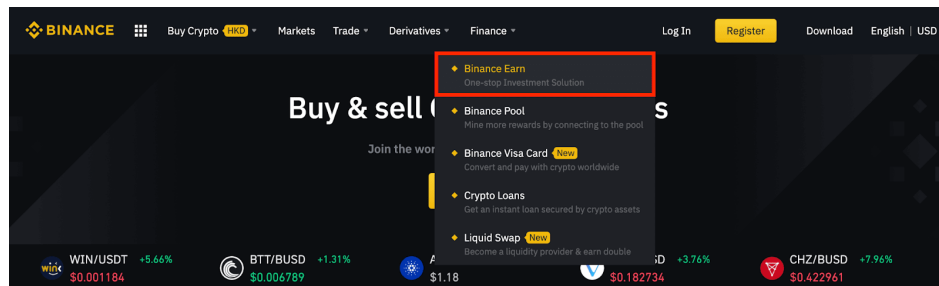 BINANCE
Buy Crypto HKD
Markets
Trade
Derivatives
Finance
Log In
Register
Download
English | USD
Binance Earn
One-stop Investment Solution
Binance Pool
Mine more rewards by connecting to the pool
Binance Visa Card New
Convert and pay with crypto worldwide
Crypto Loans
Get an instant loan secured by crypto assets
Liquid Swap New
Become a liquidity provider & earn double
Buy & sell
s
Join the wor
WIN/USDT +5.66%
$0.001184
BTT/BUSD +1.31%
$0.006789
A
$1.18
SD +3.76%
$0.182734
CHZ/BUSD +7.96%
$0.422961